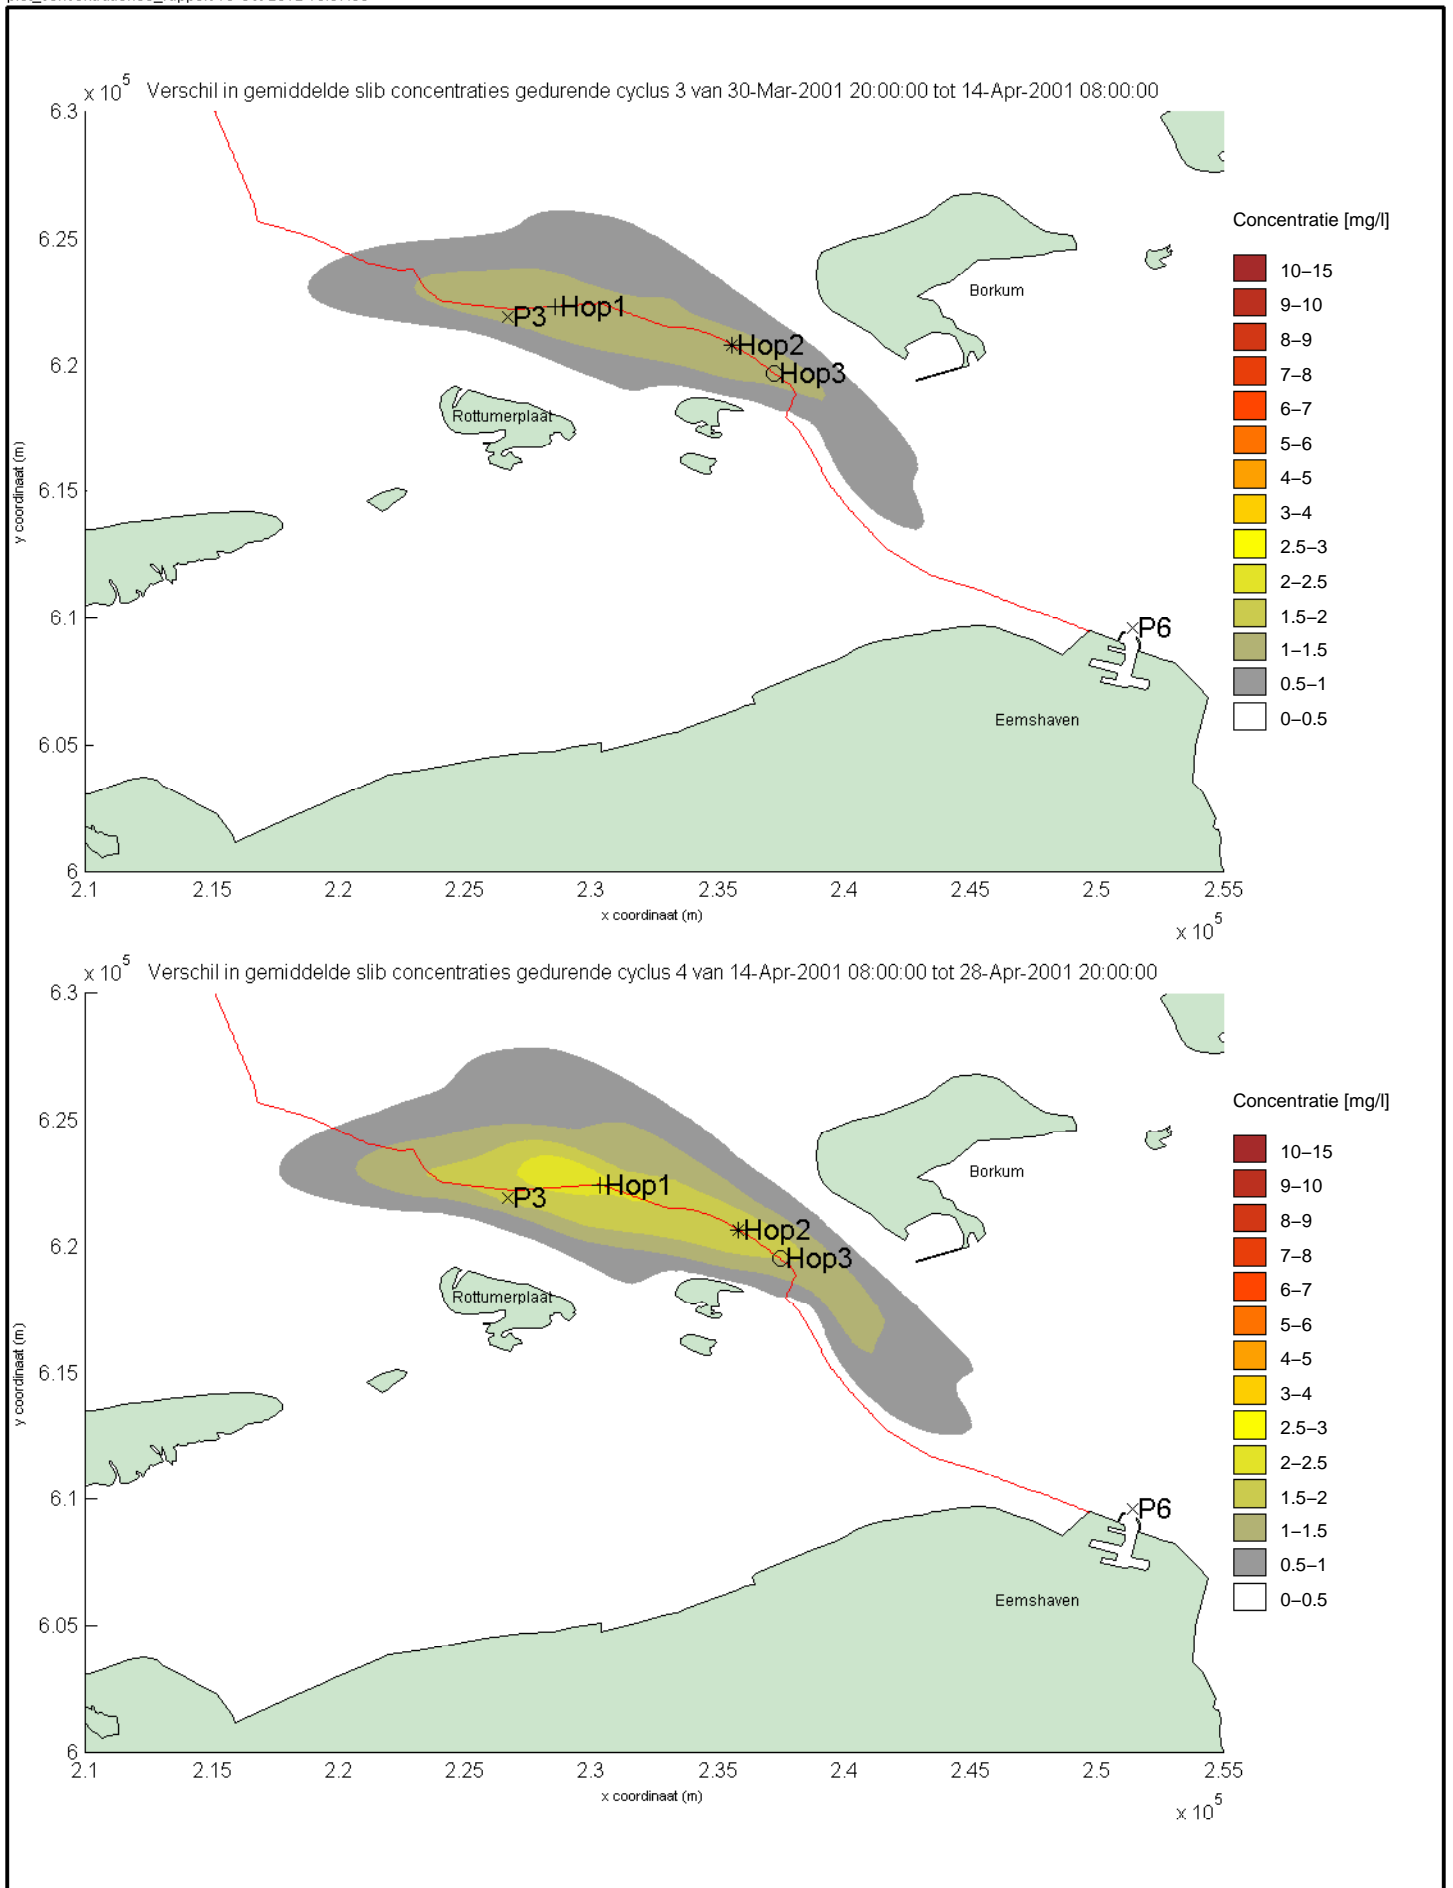 x 10^5 Verschil in gemiddelde slib concentraties gedurende cyclus 3 van 30-Mar-2001 20:00:00 tot 14-Apr-2001 08:00:00
6.3
6.25
6.2
6.15
6.1
6.05
6
y coordinaat (m)
Borkum
Hop1
P3
Hop2
Hop3
Rottumerplaat
P6
Eemshaven
2.1 2.15 2.2 2.25 2.3 2.35 2.4 2.45 2.5 2.55
x coordinaat (m)
x 10^5
Concentratie [mg/l]
10–15
9–10
8–9
7–8
6–7
5–6
4–5
3–4
2.5–3
2–2.5
1.5–2
1–1.5
0.5–1
0–0.5
x 10^5 Verschil in gemiddelde slib concentraties gedurende cyclus 4 van 14-Apr-2001 08:00:00 tot 28-Apr-2001 20:00:00
6.3
6.25
6.2
6.15
6.1
6.05
6
y coordinaat (m)
Borkum
Hop1
P3
Hop2
Hop3
Rottumerplaat
P6
Eemshaven
2.1 2.15 2.2 2.25 2.3 2.35 2.4 2.45 2.5 2.55
x coordinaat (m)
x 10^5
Concentratie [mg/l]
10–15
9–10
8–9
7–8
6–7
5–6
4–5
3–4
2.5–3
2–2.5
1.5–2
1–1.5
0.5–1
0–0.5